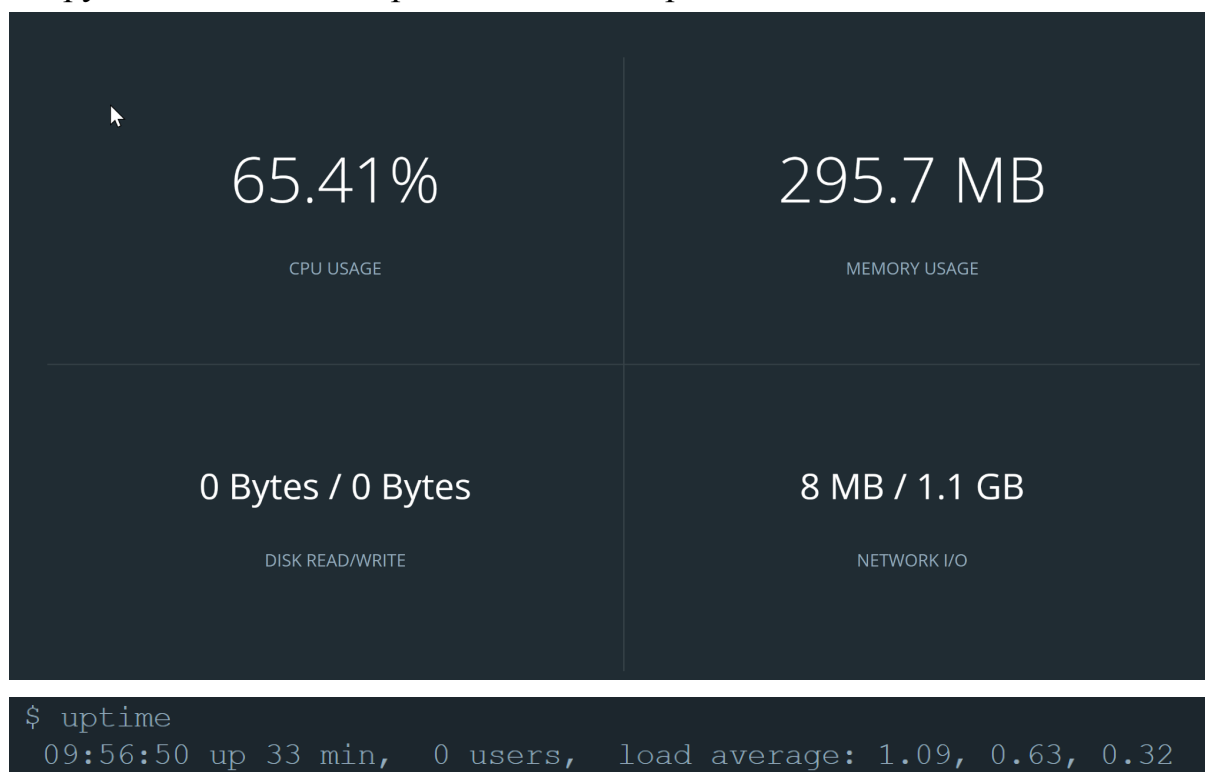 65.41%
295.7 MB
CPU USAGE
MEMORY USAGE
0 Bytes / 0 Bytes
8 MB / 1.1 GB
DISK READ/WRITE
NETWORK I/O
$ uptime
09:56:50 up 33 min, 0 users, load average: 1.09, 0.63, 0.32